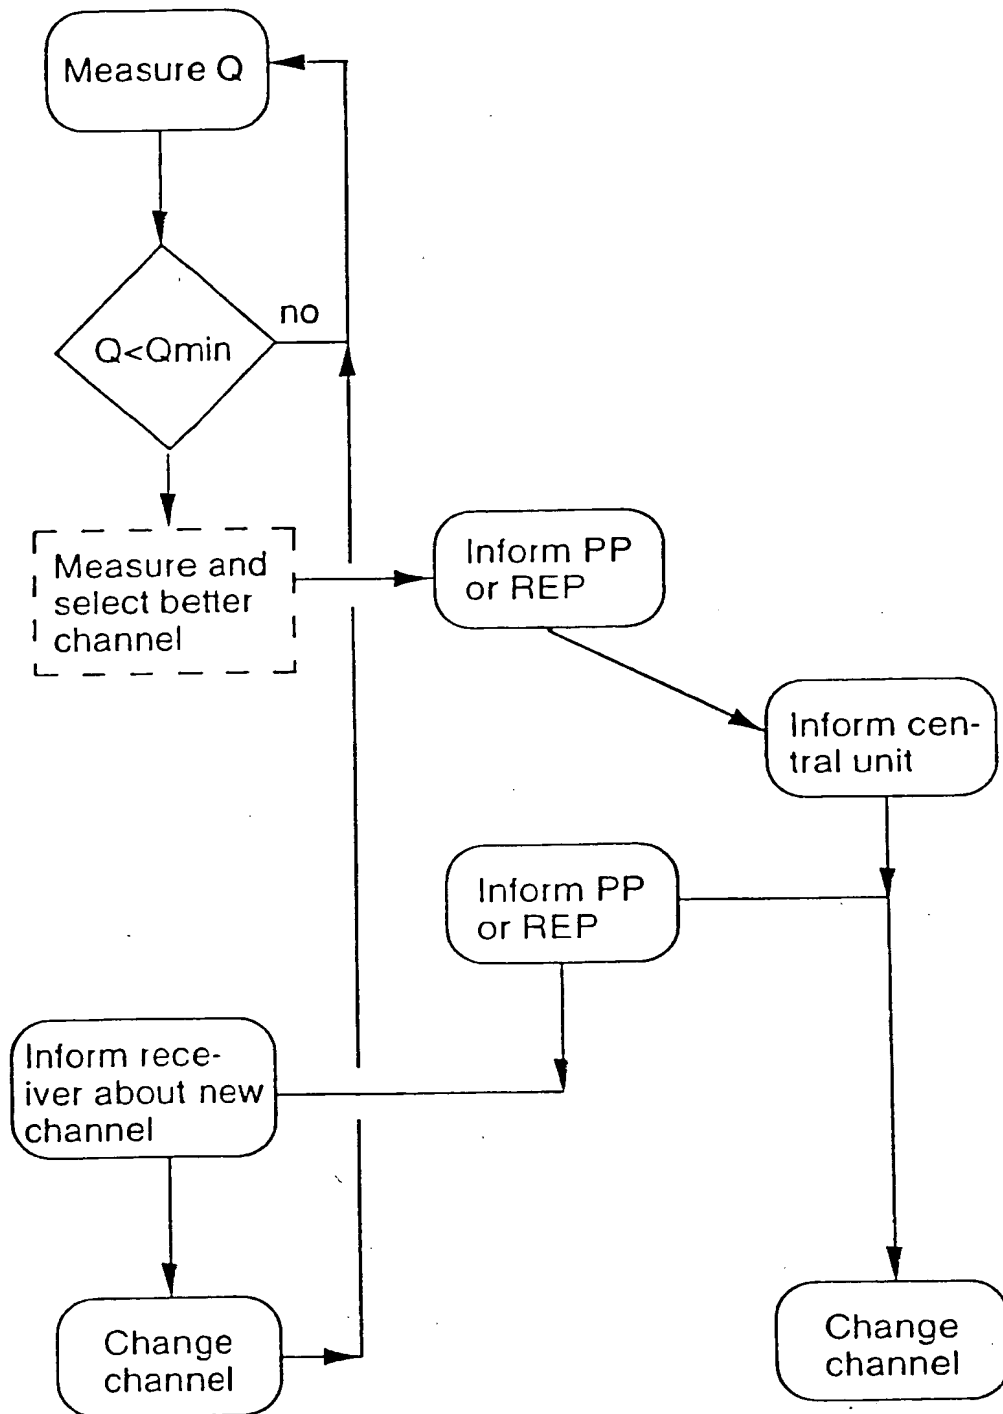 Measure Q
no
Q<Qmin
Measure and
select better
channel
Inform PP
or REP
Inform cen-
tral unit
Inform PP
or REP
Inform rece-
iver about new
channel
Change
channel
Change
channel